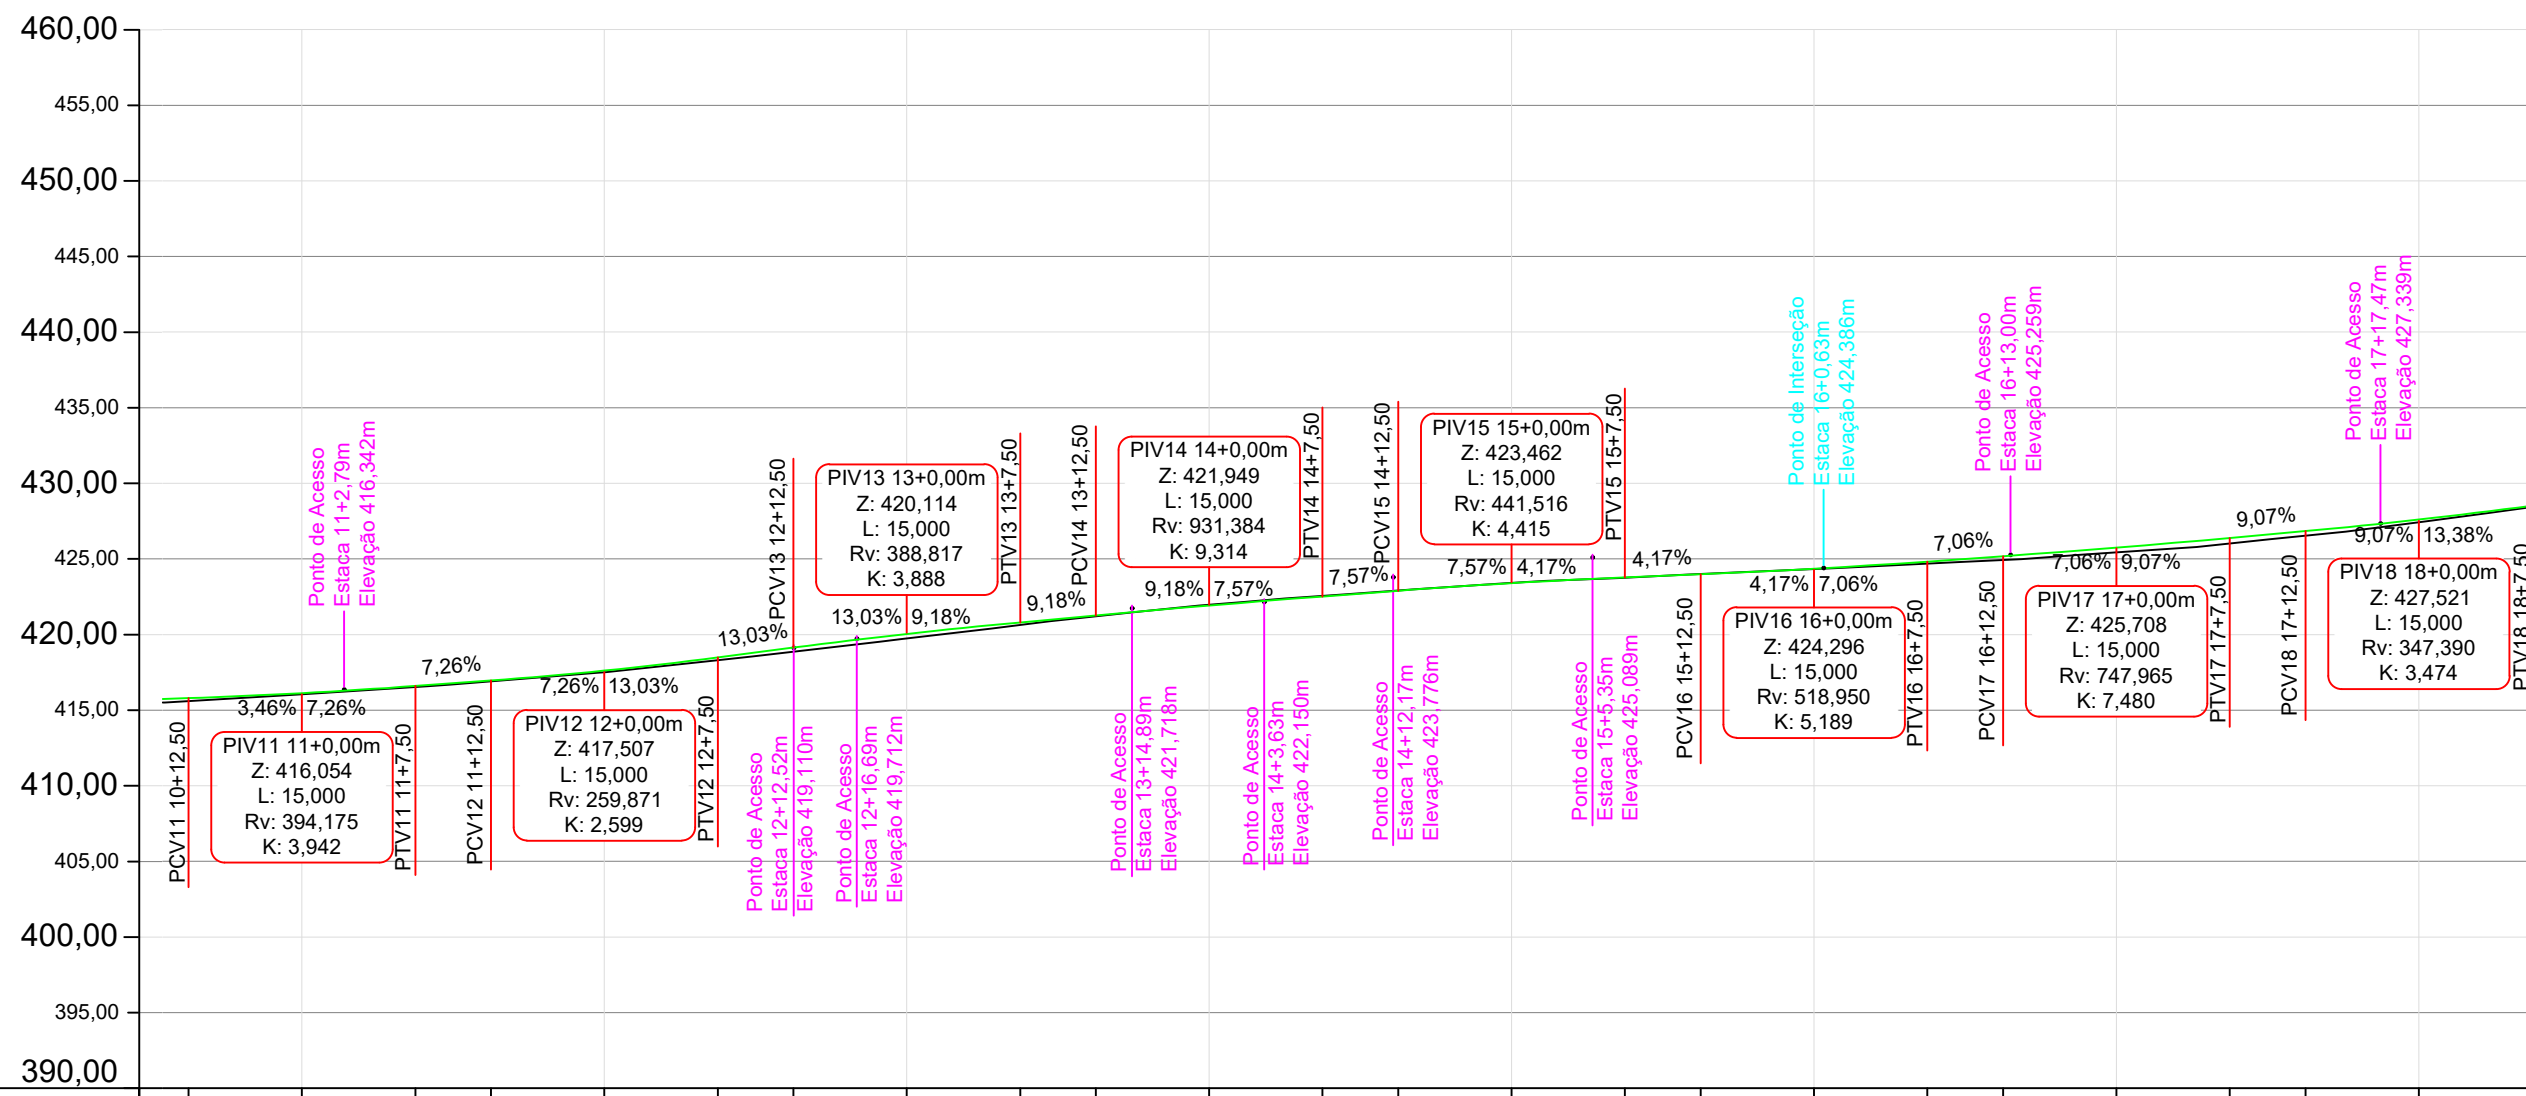 460,00
455,00
450,00
445,00
440,00
435,00
430,00
425,00
420,00
415,00
410,00
405,00
400,00
395,00
390,00
PCV11 10+12,50
3,46%
7,26%
PIV11 11+0,00m
Z: 416,054
L: 15,000
Rv: 394,175
K: 3,942
Ponto de Acesso
Estaca 11+2,79m
Elevação 416,342m
PTV11 11+7,50
7,26%
PCV12 11+12,50
7,26%
13,03%
PIV12 12+0,00m
Z: 417,507
L: 15,000
Rv: 259,871
K: 2,599
PTV12 12+7,50
13,03%
PCV13 12+12,50
Ponto de Acesso
Estaca 12+12,52m
Elevação 419,110m
Ponto de Acesso
Estaca 12+16,69m
Elevação 419,712m
PIV13 13+0,00m
Z: 420,114
L: 15,000
Rv: 388,817
K: 3,888
13,03%
9,18%
PTV13 13+7,50
9,18%
PCV14 13+12,50
Ponto de Acesso
Estaca 13+14,89m
Elevação 421,718m
PIV14 14+0,00m
Z: 421,949
L: 15,000
Rv: 931,384
K: 9,314
9,18%
7,57%
Ponto de Acesso
Estaca 14+3,63m
Elevação 422,150m
PTV14 14+7,50
7,57%
PCV15 14+12,50
Ponto de Acesso
Estaca 14+12,17m
Elevação 423,776m
PIV15 15+0,00m
Z: 423,462
L: 15,000
Rv: 441,516
K: 4,415
7,57%
4,17%
Ponto de Acesso
Estaca 15+5,35m
Elevação 425,089m
PTV15 15+7,50
4,17%
PCV16 15+12,50
4,17%
7,06%
PIV16 16+0,00m
Z: 424,296
L: 15,000
Rv: 518,950
K: 5,189
Ponto de Interseção
Estaca 16+0,63m
Elevação 424,386m
PTV16 16+7,50
7,06%
PCV17 16+12,50
Ponto de Acesso
Estaca 16+13,00m
Elevação 425,259m
7,06%
9,07%
PIV17 17+0,00m
Z: 425,708
L: 15,000
Rv: 747,965
K: 7,480
PTV17 17+7,50
9,07%
PCV18 17+12,50
Ponto de Acesso
Estaca 17+17,47m
Elevação 427,339m
9,07%
13,38%
PIV18 18+0,00m
Z: 427,521
L: 15,000
Rv: 347,390
K: 3,474
PTV18 18+7,50